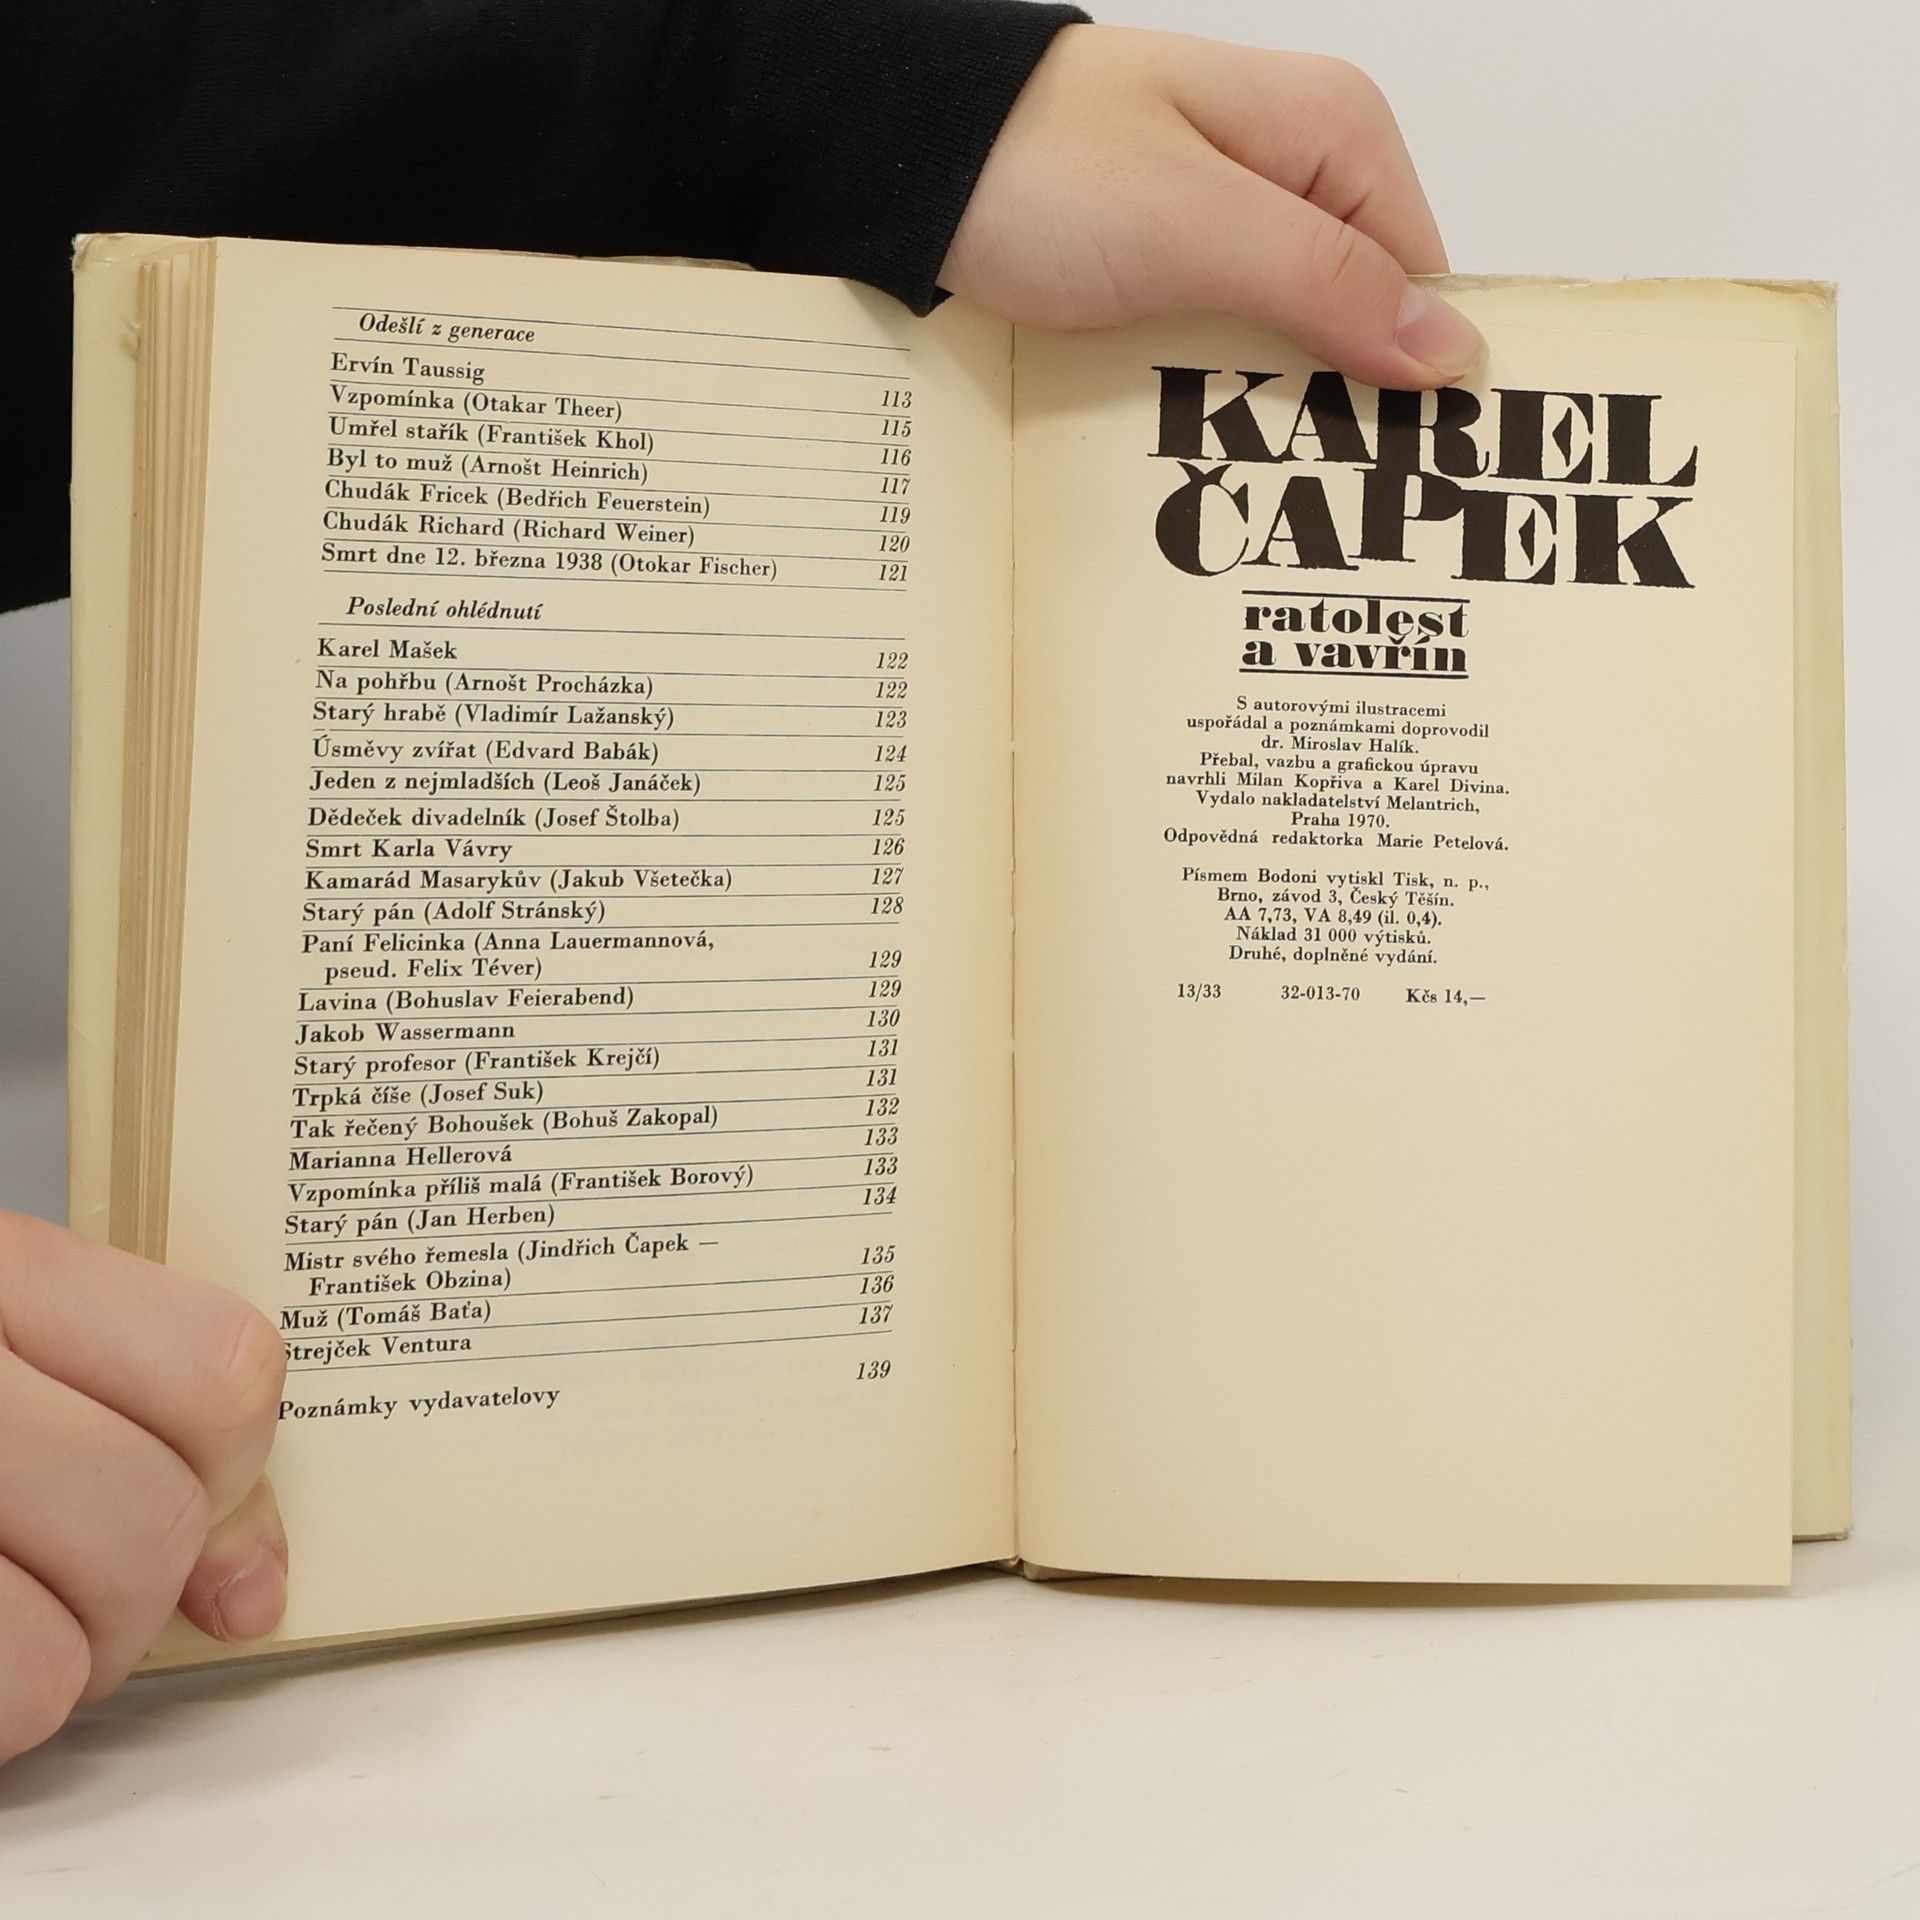 Odešlí z generace
Ervín Taussig 113
Vzpomínka (Otakar Theer) 115
Umřel stařík (František Khol) 116
Byl to muž (Arnošt Heinrich) 117
Chudák Fricek (Bedřich Feuerstein) 119
Chudák Richard (Richard Weiner) 120
Smrt dne 12. března 1938 (Otokar Fischer) 121
Poslední ohlédnutí
Karel Mašek 122
Na pohřbu (Arnošt Procházka) 122
Starý hrabě (Vladimír Lažanský) 123
Úsměvy zvířat (Edvard Babák) 124
Jeden z nejmladších (Leoš Janáček) 125
Dědeček divadelník (Josef Štolba) 125
Smrt Karla Vávry 126
Kamarád Masarykův (Jakub Všetečka) 127
Starý pán (Adolf Stránský) 128
Paní Felicinka (Anna Lauermannová,
pseud. Felix Téver) 129
Lavina (Bohuslav Feierabend) 129
Jakob Wassermann 130
Starý profesor (František Krejčí) 131
Trpká číše (Josef Suk) 131
Tak řečený Bohoušek (Bohuš Zakopal) 132
Marianna Hellerová 133
Vzpomínka příliš malá (František Borový) 133
Starý pán (Jan Herben) 134
Mistr svého řemesla (Jindřich Čapek —
František Obzina) 135
Muž (Tomáš Baťa) 136
Strejček Ventura 137
Poznámky vydavatelovy 139
KAREL
ČAPEK
ratolest
a vavřín
S autorovými ilustracemi
uspořádal a poznámkami doprovodil
dr. Miroslav Halík.
Přebal, vazbu a grafickou úpravu
navrhli Milan Kopřiva a Karel Divina.
Vydalo nakladatelství Melantrich,
Praha 1970.
Odpovědná redaktorka Marie Petelová.
Písmem Bodoni vytiskl Tisk, n. p.,
Brno, závod 3, Český Těšín.
AA 7,73, VA 8,49 (il. 0,4).
Náklad 31 000 výtisků.
Druhé, doplněné vydání.
13/33 32-013-70 Kčs 14,—